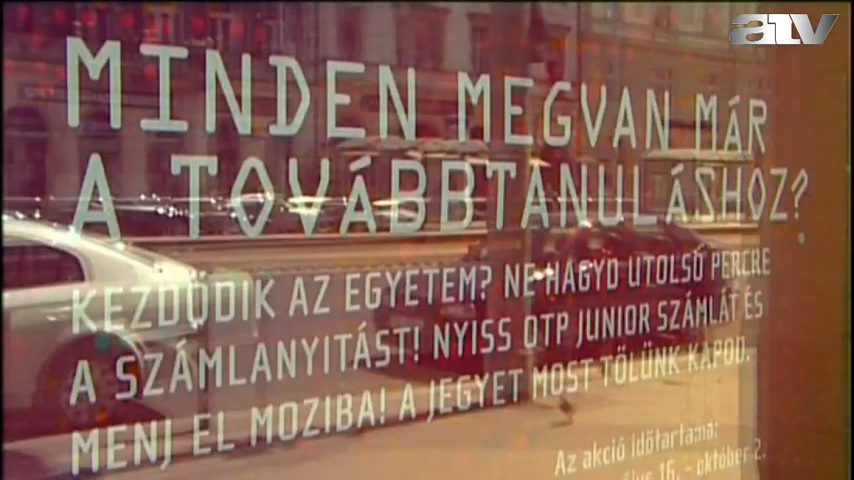 atv
MINDEN MEGVAN MÁR
A TOVÁBBTANULÁSHOZ?
KEZDŐDIK AZ EGYETEM? NE HAGYD UTOLSÓ PERCRE
A SZÁMLANYITÁST! NYISS OTP JUNIOR SZÁMLÁT ÉS
MENJ EL MOZIBA! A JEGYET MOST TŐLÜNK KAPOD.
Az akció időtartama:
16. - október 2.